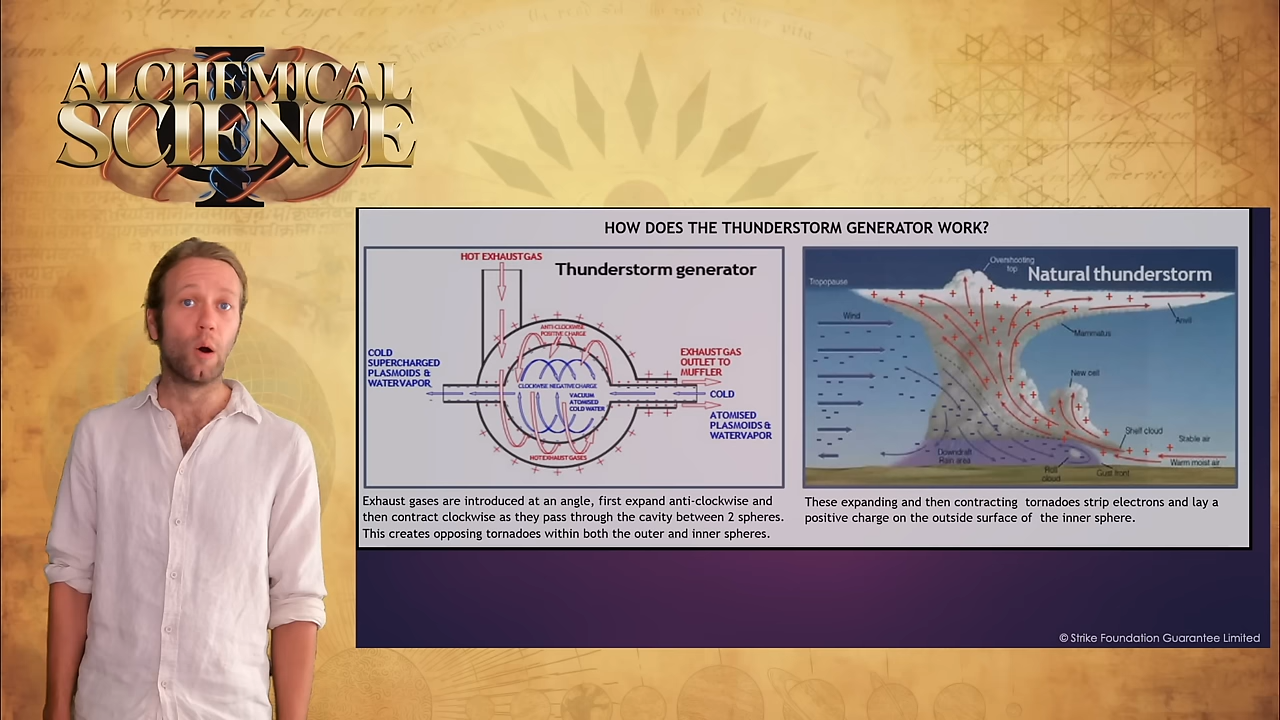 ALCHEMICAL
SCIENCE
HOW DOES THE THUNDERSTORM GENERATOR WORK?
HOT EXHAUST GAS
Thunderstorm generator
ANTI-CLOCKWISE
POSITIVE CHARGE
COLD
SUPERCHARGED
PLASMOIDS &
WATERVAPOR
CLOCKWISE NEGATIVE CHARGE
VACUUM
ATOMISED
COLD WATER
HOT EXHAUST GASES
EXHAUST GAS
OUTLET TO
MUFFLER
COLD
ATOMISED
PLASMOIDS &
WATERVAPOR
Exhaust gases are introduced at an angle, first expand anti-clockwise and
then contract clockwise as they pass through the cavity between 2 spheres.
This creates opposing tornadoes within both the outer and inner spheres.
Natural thunderstorm
Overshooting
top
Tropopause
Wind
Anvil
Mammatus
New cell
Shelf cloud
Stable air
Warm moist air
Gust front
Roll
cloud
Downdraft
Rain area
These expanding and then contracting tornadoes strip electrons and lay a
positive charge on the outside surface of the inner sphere.
© Strike Foundation Guarantee Limited